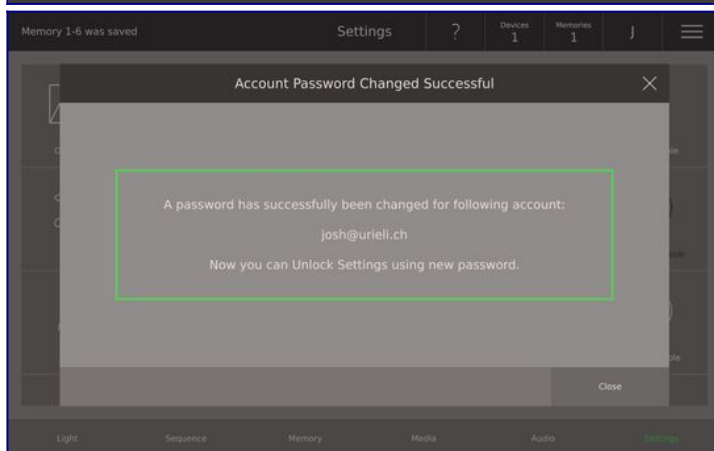 Memory 1-6 was saved
Settings
?
Devices
1
Memories
1
J
Account Password Changed Successful
A password has successfully been changed for following account:
josh@urieli.ch
Now you can Unlock Settings using new password.
Close
Light
Sequence
Memory
Media
Audio
Settings